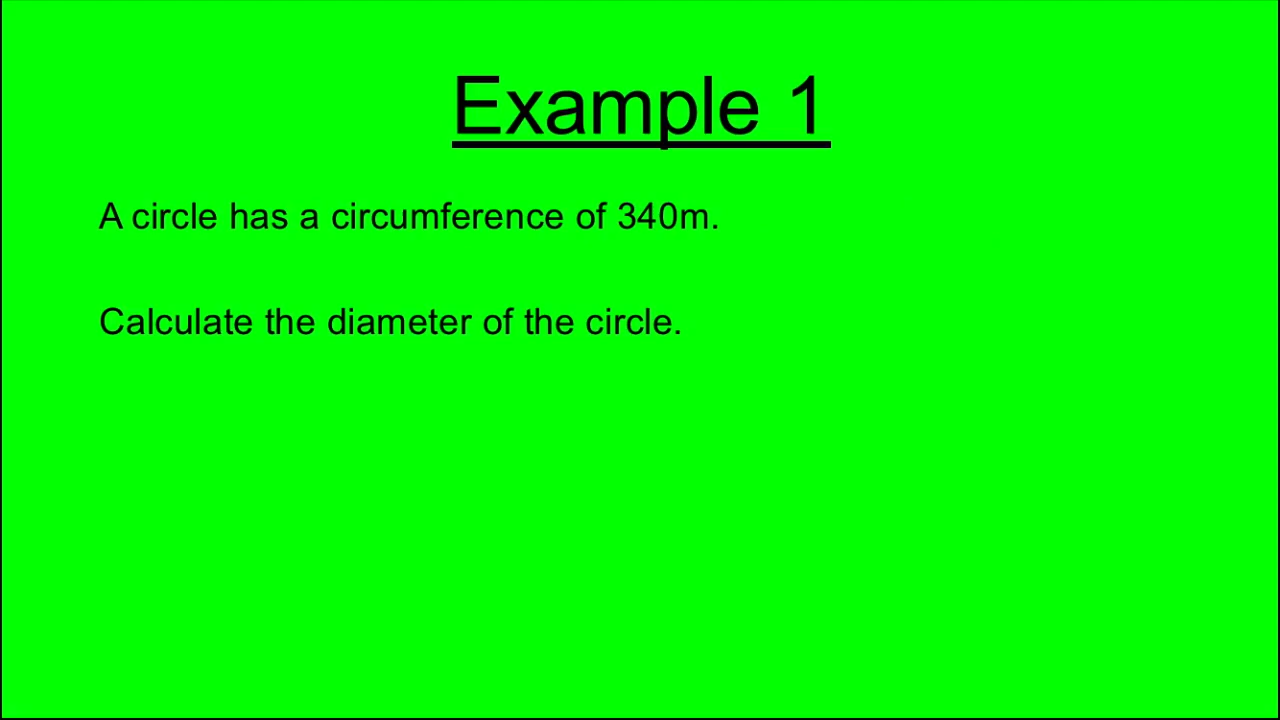 Example 1
A circle has a circumference of 340m.
Calculate the diameter of the circle.